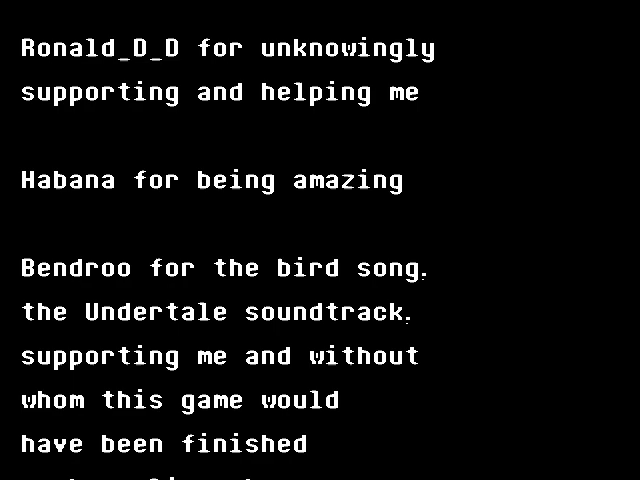 Ronald_D_D for unknowingly
supporting and helping me
Habana for being amazing
Bendroo for the bird song,
the Undertale soundtrack,
supporting me and without
whom this game would
have been finished